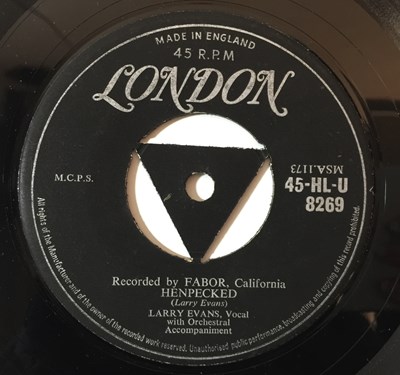 MADE IN ENGLAND
45 R.P.M
LONDON
M.C.P.S.
MSA.1173
45-HL-U
8269
Recorded by FABOR, California
HENPECKED
(Larry Evans)
LARRY EVANS, Vocal
with Orchestral
Accompaniment
All rights of the Manufacturer and of the owner of the recorded work reserved. Unauthorised public performance, broadcasting and copying of this record prohibited.